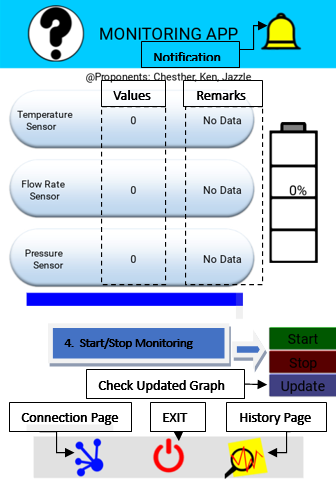 ?
MONITORING APP
Notification
@Proponents: Chesther, Ken, Jazzle
Values
Remarks
Temperature
Sensor
0
No Data
Flow Rate
Sensor
0
No Data
0%
Pressure
Sensor
0
No Data
4. Start/Stop Monitoring
Start
Stop
Check Updated Graph
Update
Connection Page
EXIT
History Page